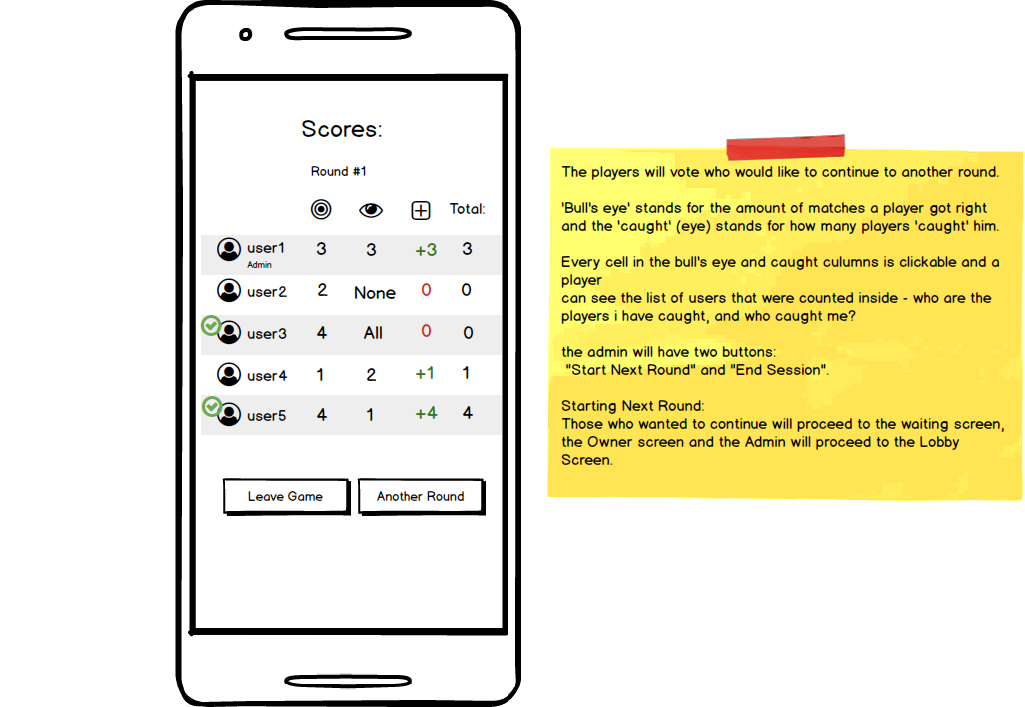 Scores:
Round #1
Total:
user1 3 3 +3 3
Admin
user2 2 None 0 0
user3 4 All 0 0
user4 1 2 +1 1
user5 4 1 +4 4
Leave Game Another Round
The players will vote who would like to continue to another round.
'Bull's eye' stands for the amount of matches a player got right
and the 'caught' (eye) stands for how many players 'caught' him.
Every cell in the bull's eye and caught culumns is clickable and a
player
can see the list of users that were counted inside - who are the
players i have caught, and who caught me?
the admin will have two buttons:
"Start Next Round" and "End Session".
Starting Next Round:
Those who wanted to continue will proceed to the waiting screen,
the Owner screen and the Admin will proceed to the Lobby
Screen.